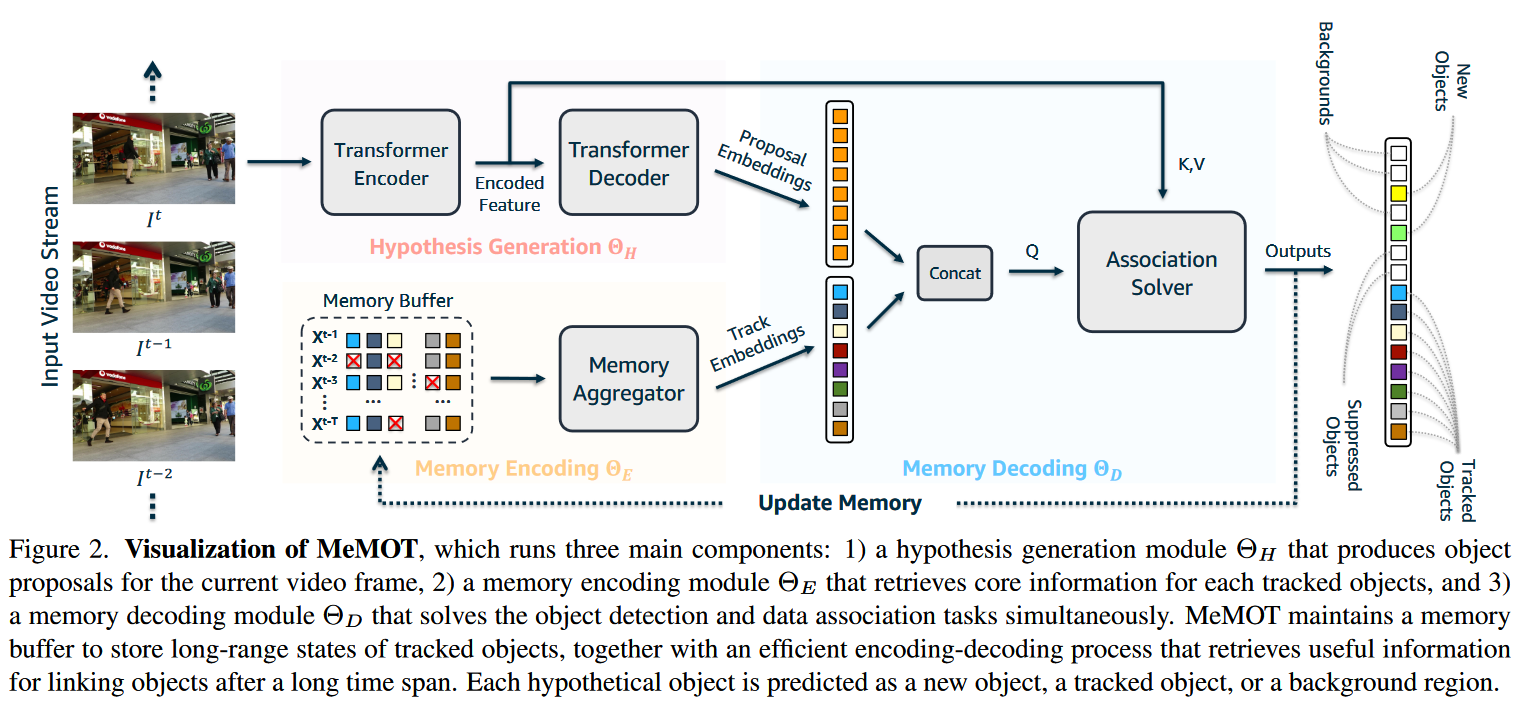 Input Video Stream
I^t
I^{t−1}
I^{t−2}
Transformer
Encoder
Encoded
Feature
Transformer
Decoder
Hypothesis Generation Θ_H
Proposal
Embeddings
Memory Buffer
X^{t-1}
X^{t-2}
X^{t-3}
⋮
...
⋮
...
X^{t-T}
Memory
Aggregator
Memory Encoding Θ_E
Track
Embeddings
Concat
Q
K,V
Association
Solver
Memory Decoding Θ_D
Outputs
Update Memory
Backgrounds
New
Objects
Suppressed
Objects
Tracked
Objects
Figure 2. Visualization of MeMOT, which runs three main components: 1) a hypothesis generation module Θ_H that produces object
proposals for the current video frame, 2) a memory encoding module Θ_E that retrieves core information for each tracked objects, and 3)
a memory decoding module Θ_D that solves the object detection and data association tasks simultaneously. MeMOT maintains a memory
buffer to store long-range states of tracked objects, together with an efficient encoding-decoding process that retrieves useful information
for linking objects after a long time span. Each hypothetical object is predicted as a new object, a tracked object, or a background region.